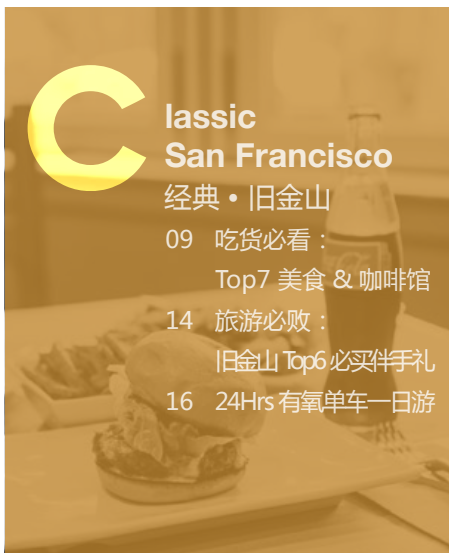 Classic
San Francisco
经典 • 旧金山
09 吃货必看：
Top7 美食 & 咖啡馆
14 旅游必败：
旧金山 Top6 必买伴手礼
16 24Hrs 有氧单车一日游